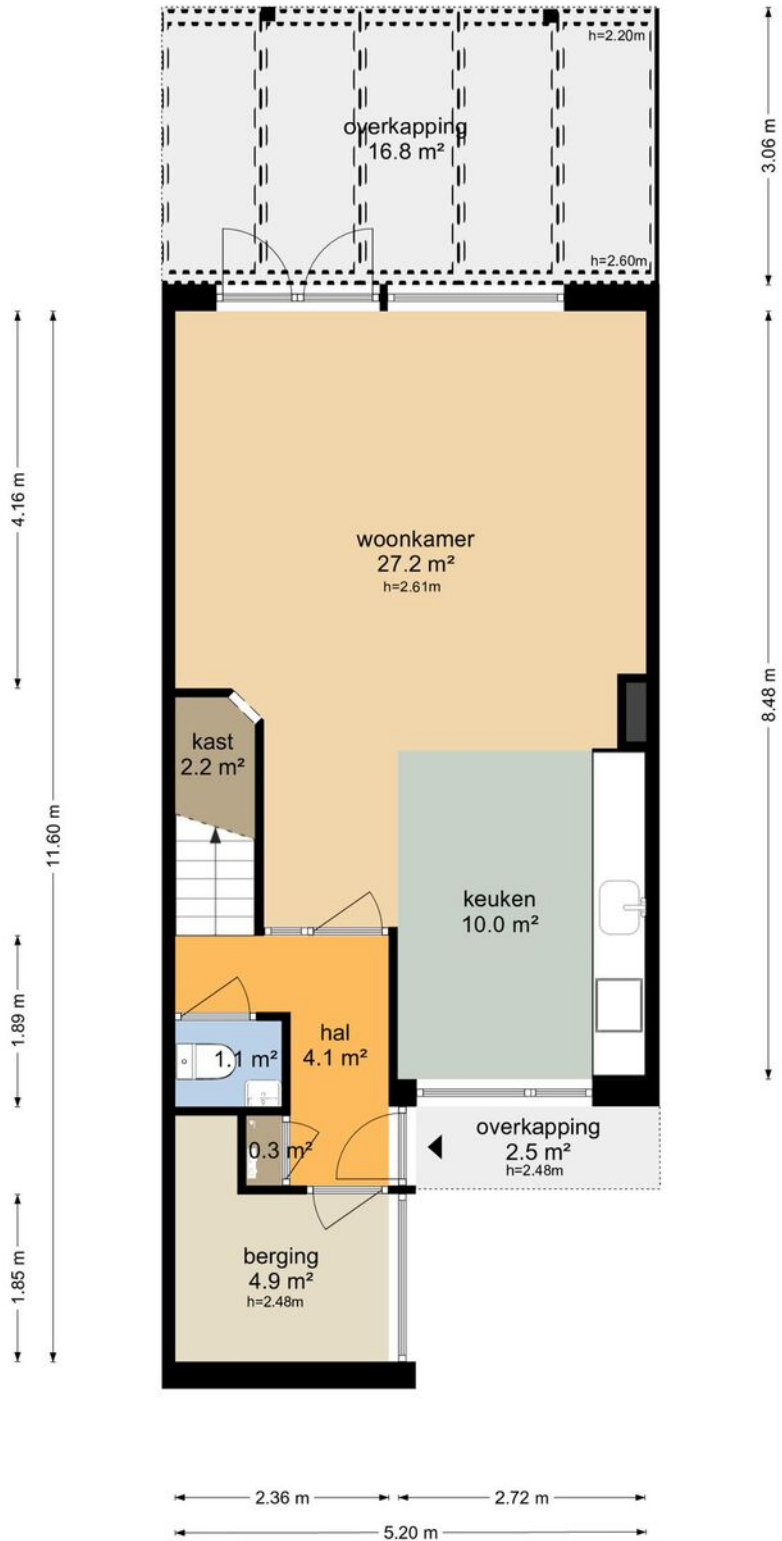 h=2.20m
overkapping
16.8 m²
3.06 m
h=2.60m
4.16 m
woonkamer
27.2 m²
h=2.61m
8.48 m
kast
2.2 m²
11.60 m
keuken
10.0 m²
1.89 m
hal
4.1 m²
1.1 m²
overkapping
2.5 m²
h=2.48m
0.3 m²
1.85 m
berging
4.9 m²
h=2.48m
2.36 m
2.72 m
5.20 m